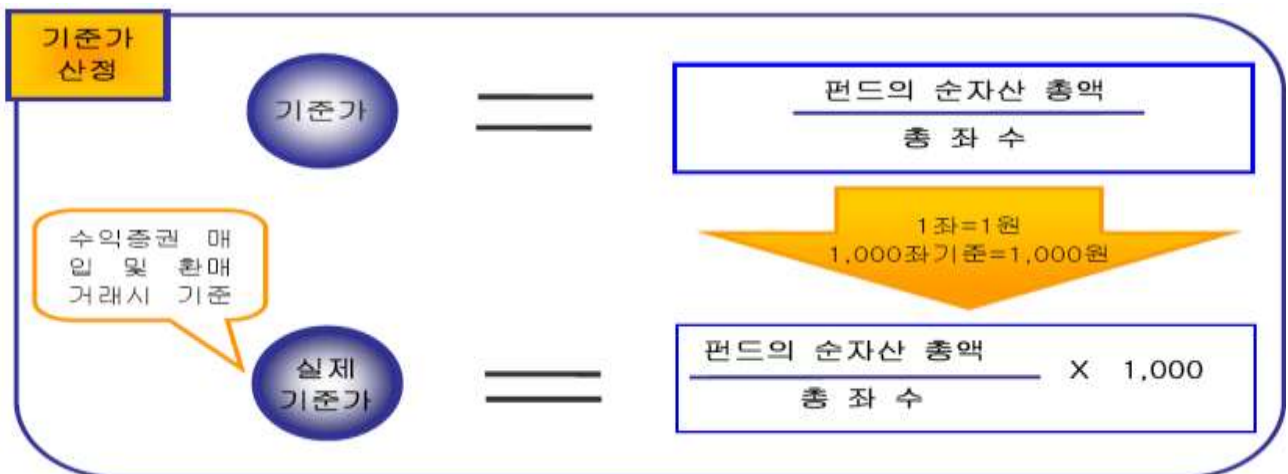 기준가
산정
기준가
펀드의 순자산 총액
총 좌 수
1좌=1원
1,000좌기준=1,000원
수익증권 매
입 및 환매
거래시 기준
실제
기준가
펀드의 순자산 총액
총 좌 수
X 1,000